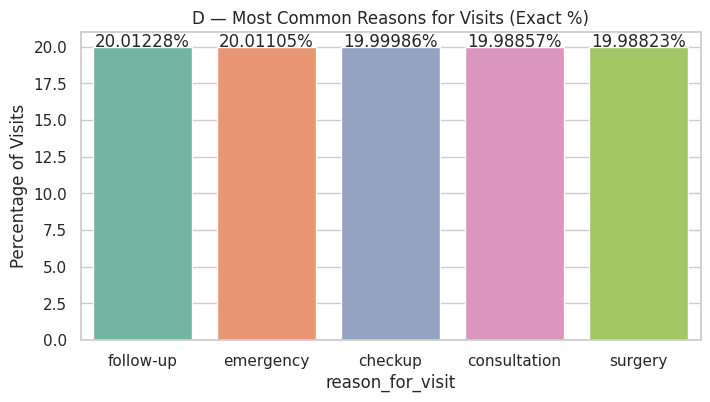 D — Most Common Reasons for Visits (Exact %)
20.01228% 20.01105% 19.99986% 19.98857% 19.98823%
Percentage of Visits
20.0
17.5
15.0
12.5
10.0
7.5
5.0
2.5
0.0
follow-up emergency checkup consultation surgery
reason_for_visit